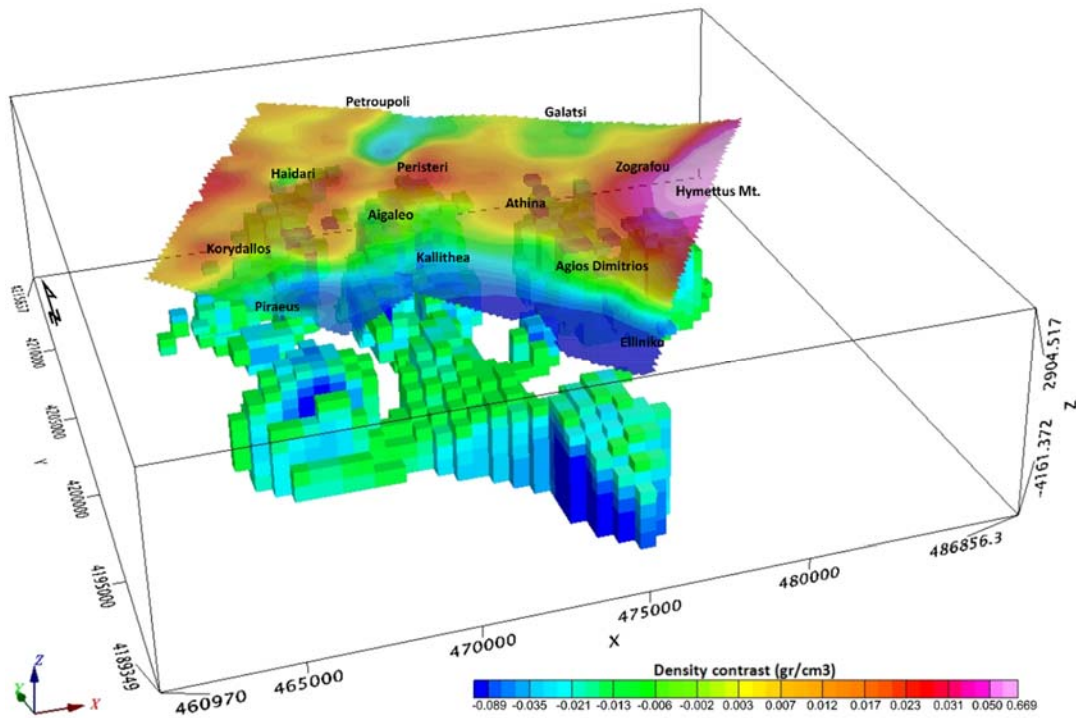 Petroupoli
Galatsi
Haidari
Peristeri
Zografou
Hymettus Mt.
Aigaleo
Athina
Korydallos
Kallithea
Agios Dimitrios
Piraeus
Elliniko
N
4215637
4210000
4205000
Y
4200000
4195000
4189349
460970
465000
470000
X
475000
480000
486856.3
2904.517
Z
-4161.372
Z
Y
X
Density contrast (gr/cm3)
-0.089 -0.035 -0.021 -0.013 -0.006 -0.002 0.003 0.007 0.012 0.017 0.023 0.031 0.050 0.669